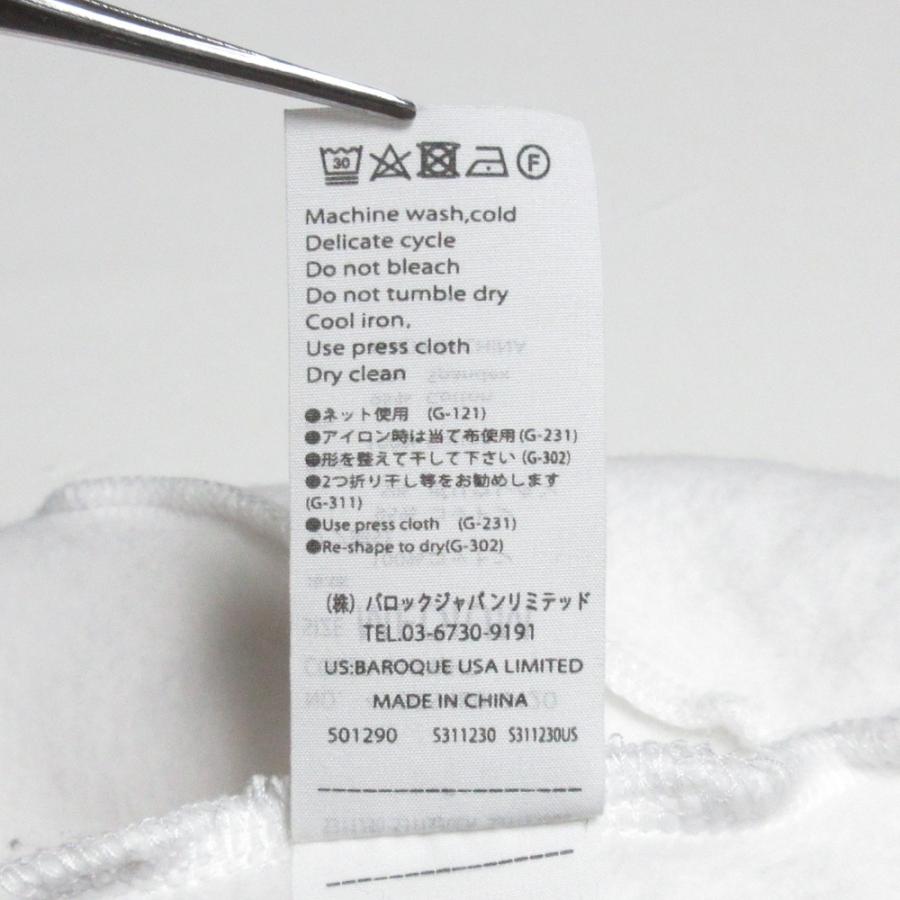 30 F
Machine wash,cold
Delicate cycle
Do not bleach
Do not tumble dry
Cool iron,
Use press cloth
Dry clean
●ネット使用 (G-121)
●アイロン時は当て布使用(G-231)
●形を整えて干して下さい(G-302)
●2つ折り干し等をお勧めします
(G-311)
●Use press cloth (G-231)
●Re-shape to dry(G-302)
(株)バロックジャパンリミテッド
TEL.03-6730-9191
US:BAROQUE USA LIMITED
MADE IN CHINA
501290 S311230 S311230US